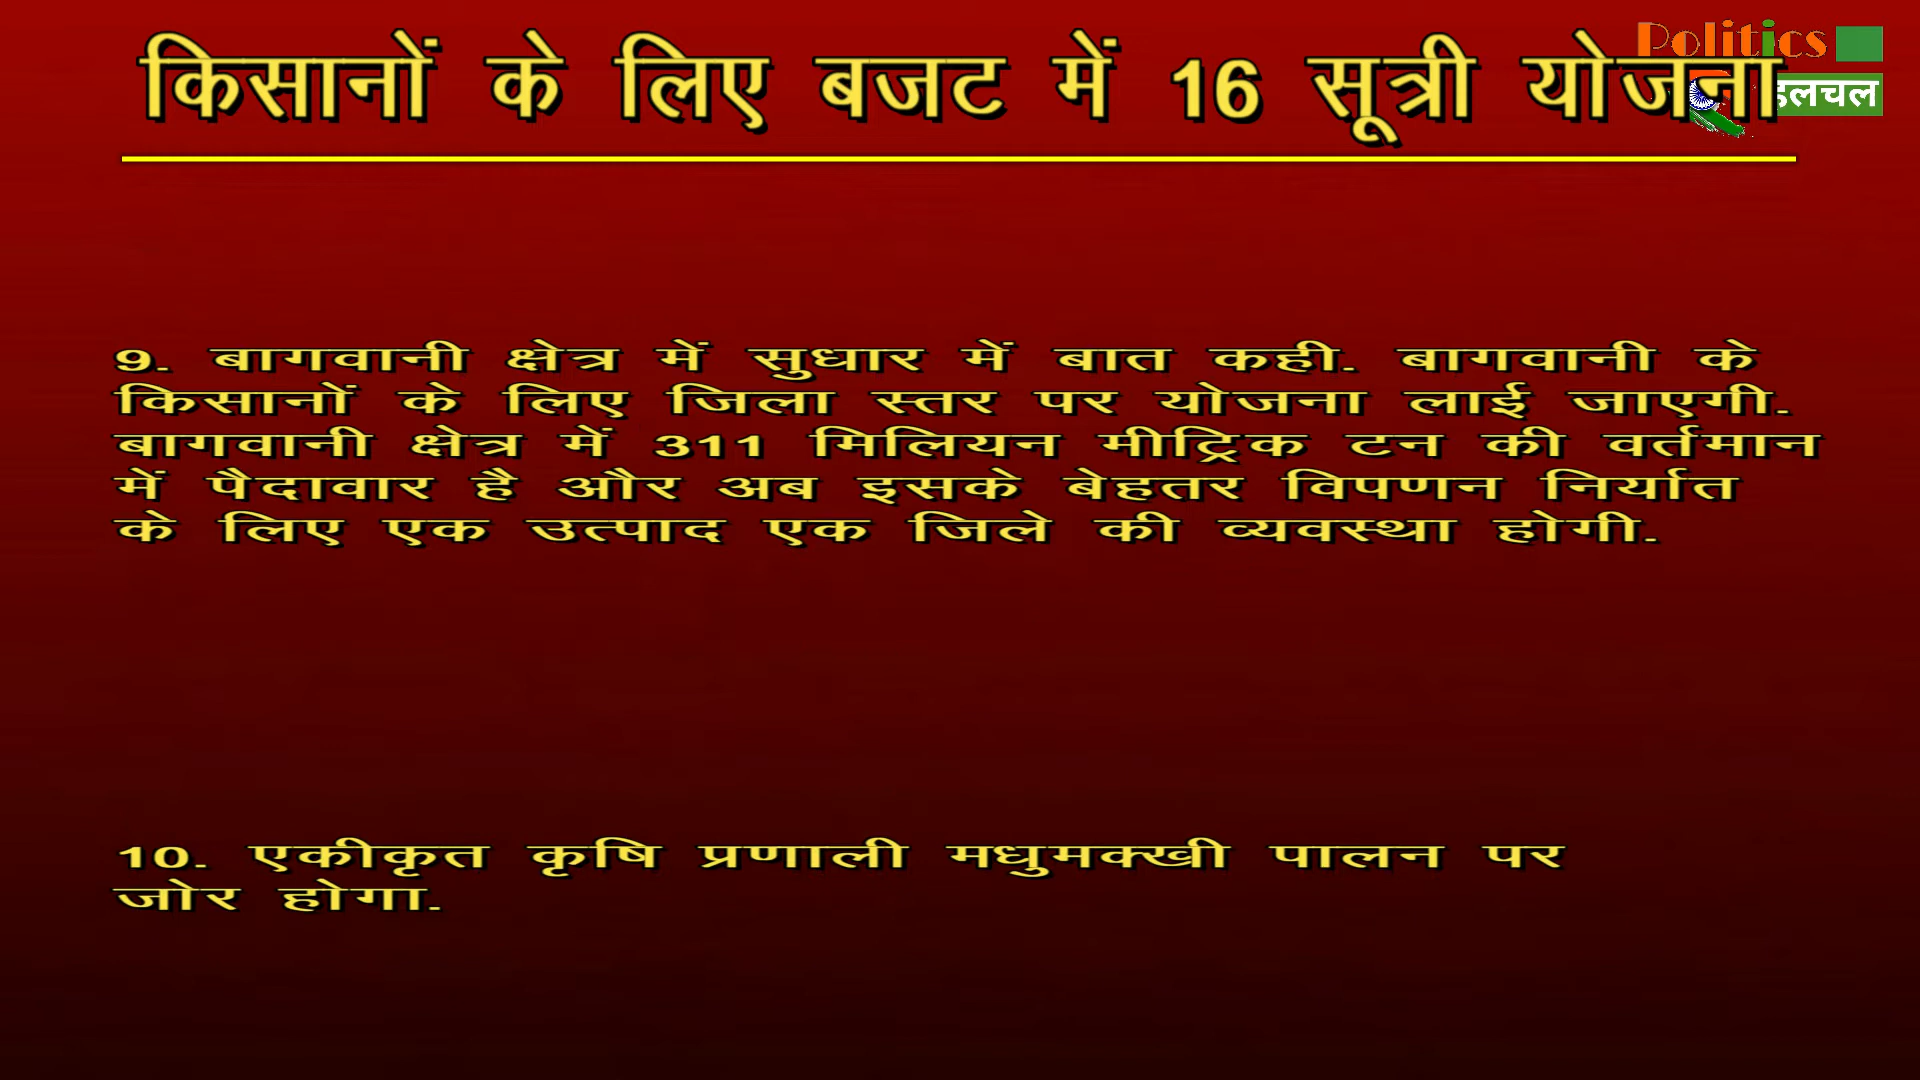 किसानों के लिए बजट में 16 सूत्री योजना
Politics
हलचल
9. बागवानी क्षेत्र में सुधार में बात कही. बागवानी के
किसानों के लिए जिला स्तर पर योजना लाई जाएगी.
बागवानी क्षेत्र में 311 मिलियन मीट्रिक टन की वर्तमान
में पैदावार है और अब इसके बेहतर विपणन निर्यात
के लिए एक उत्पाद एक जिले की व्यवस्था होगी.
10. एकीकृत कृषि प्रणाली मधुमक्खी पालन पर
जोर होगा.